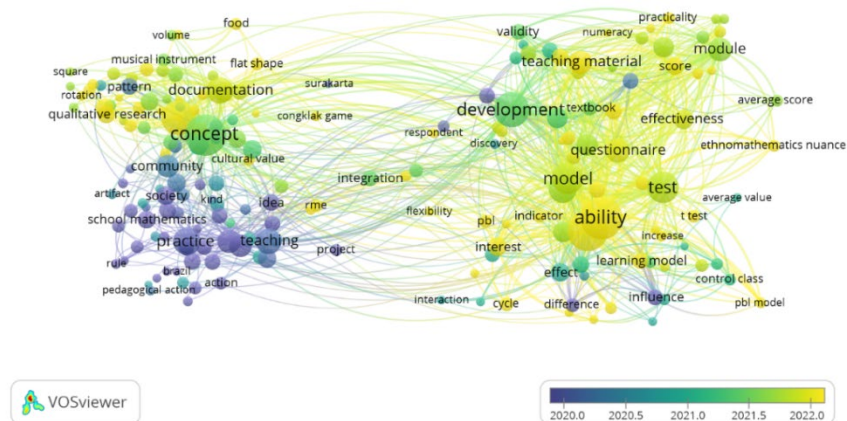 practicality
food
volume
validity
numeracy
musical instrument
flat shape
teaching material
score
module
square
pattern
documentation
surakarta
rotation
qualitative research
congklak game
development
textbook
average score
effectiveness
concept
respondent
discovery
ethnomathematics nuance
cultural value
questionnaire
community
integration
model
test
artifact
society
kind
idea
rme
flexibility
pbl
indicator
ability
t test
average value
school mathematics
practice
teaching
project
interest
increase
rule
brazil
effect
learning model
control class
pedagogical action
action
interaction
cycle
difference
influence
pbl model
VOSviewer
2020.0 2020.5 2021.0 2021.5 2022.0